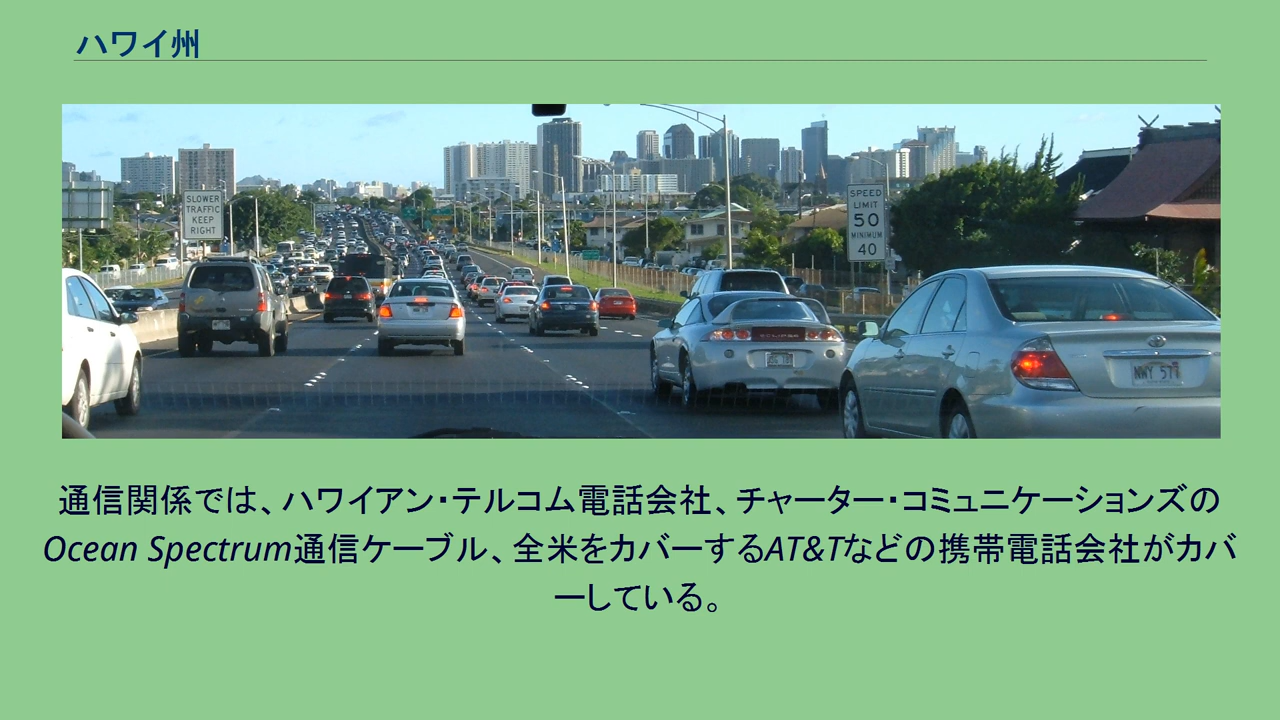 ハワイ州
SLOWER
TRAFFIC
KEEP
RIGHT
SPEED
LIMIT
50
MINIMUM
40
ECLIPSE
通信関係では、ハワイアン・テルコム電話会社、チャーター・コミュニケーションズの
Ocean Spectrum通信ケーブル、全米をカバーするAT&Tなどの携帯電話会社がカバ
ーしている。